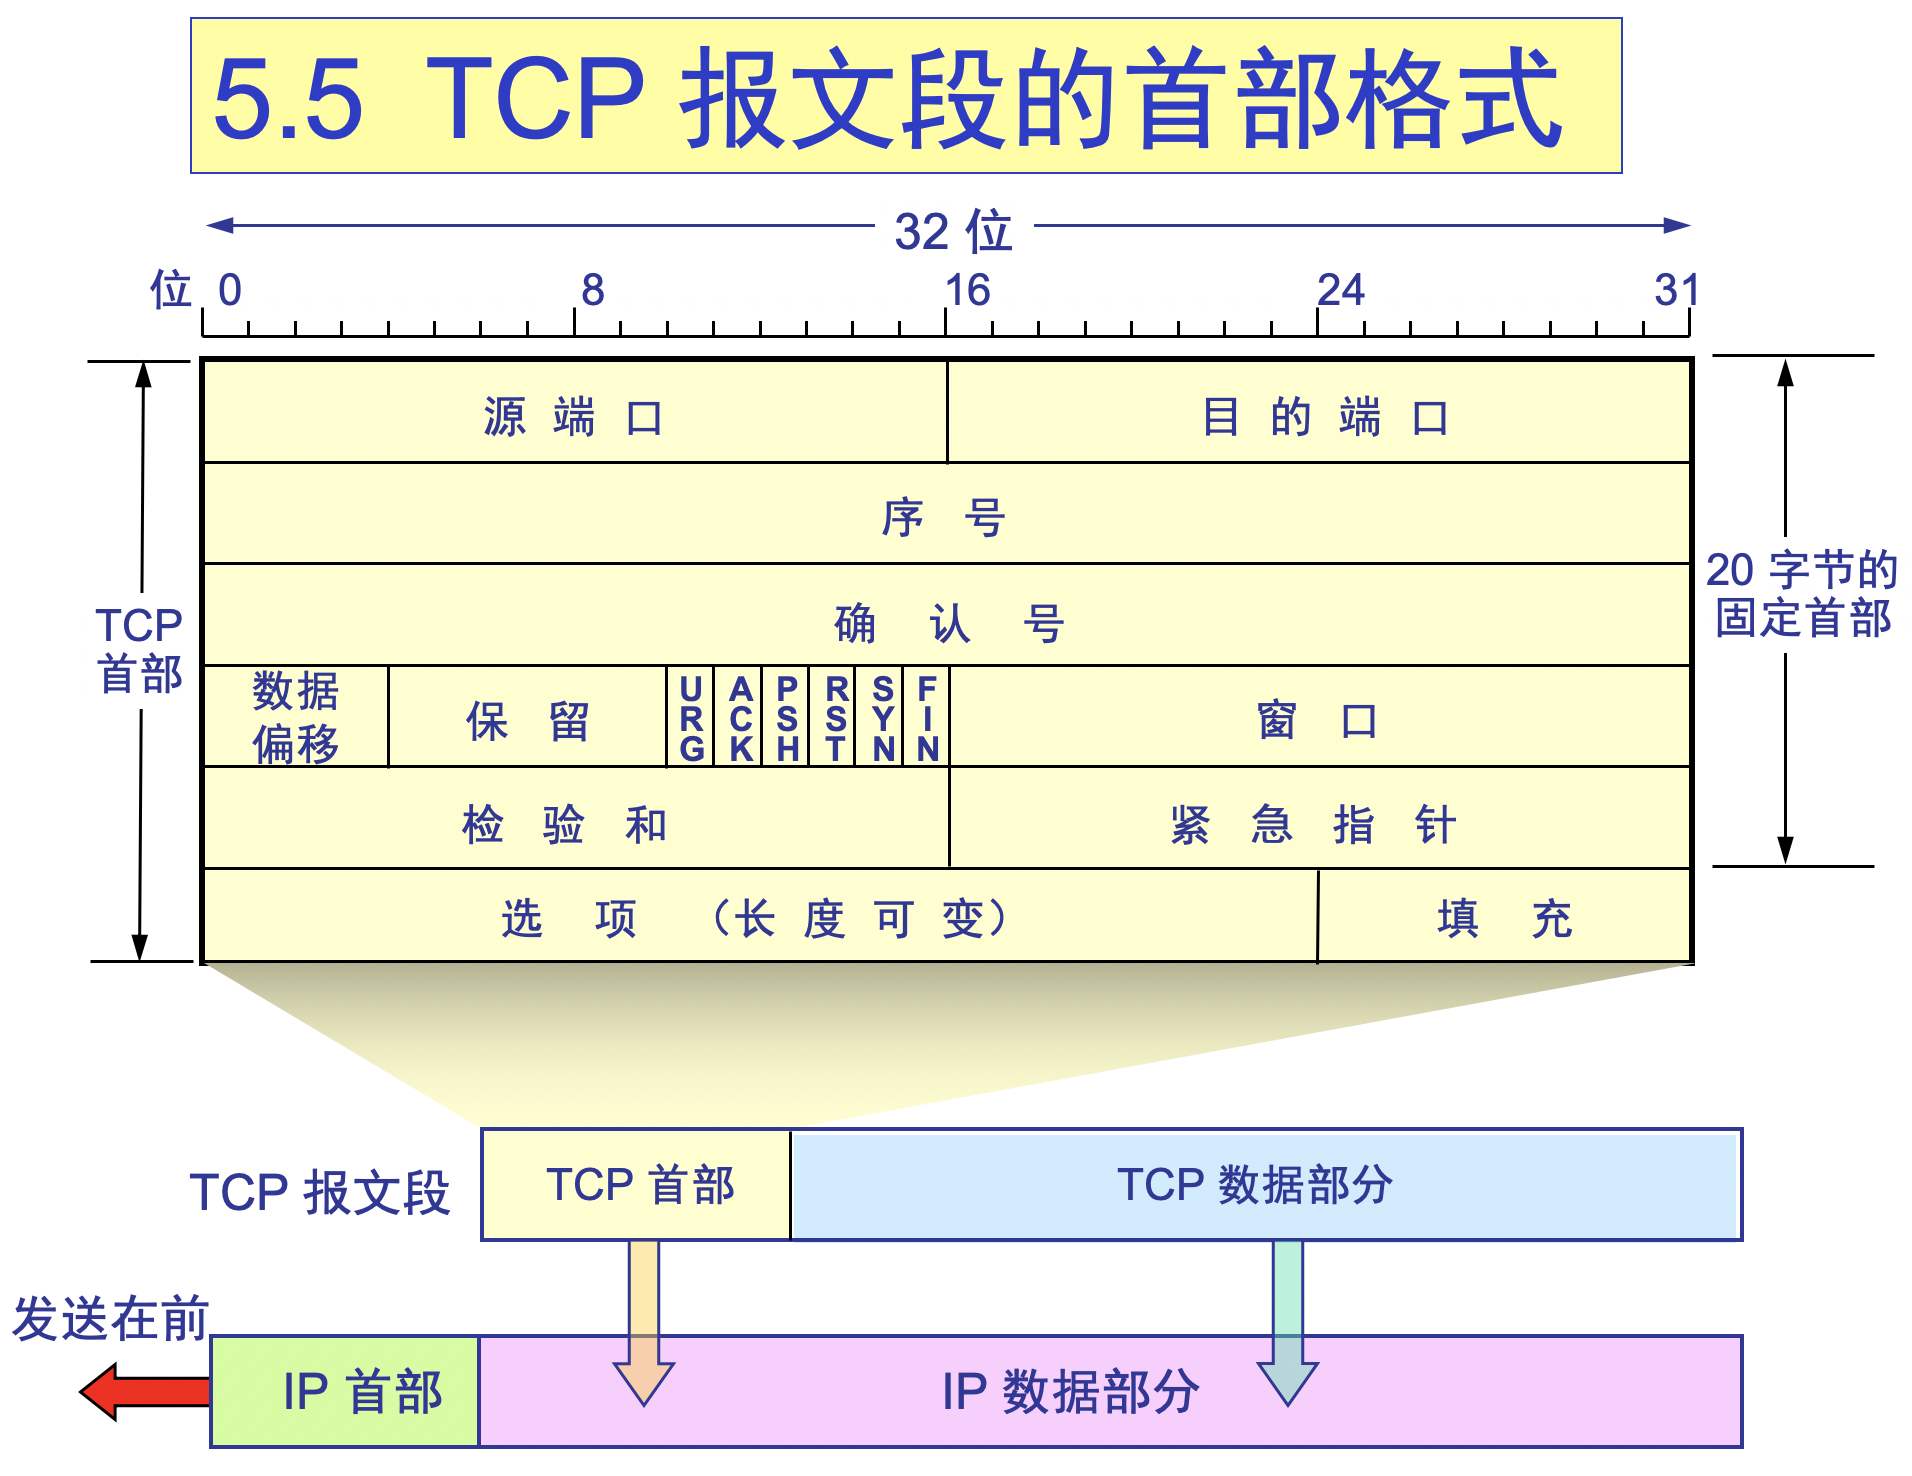 5.5 TCP 报文段的首部格式
32 位
位 0 8 16 24 31
源端口 目的端口
序号
确认号
TCP
首部
20 字节的
固定首部
数据
偏移
保留
URG
ACK
PSH
RST
SYN
FIN
窗口
检验和 紧急指针
选项（长度可变） 填充
TCP 报文段 TCP 首部 TCP 数据部分
发送在前
IP 首部 IP 数据部分